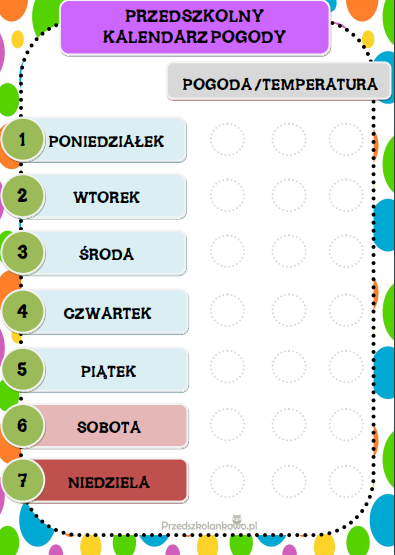 PRZEDSZKOLNY
KALENDARZ POGODY
POGODA /TEMPERATURA
1 PONIEDZIAŁEK
2 WTOREK
3 ŚRODA
4 CZWARTEK
5 PIĄTEK
6 SOBOTA
7 NIEDZIELA
Przedszkolankowo.pl